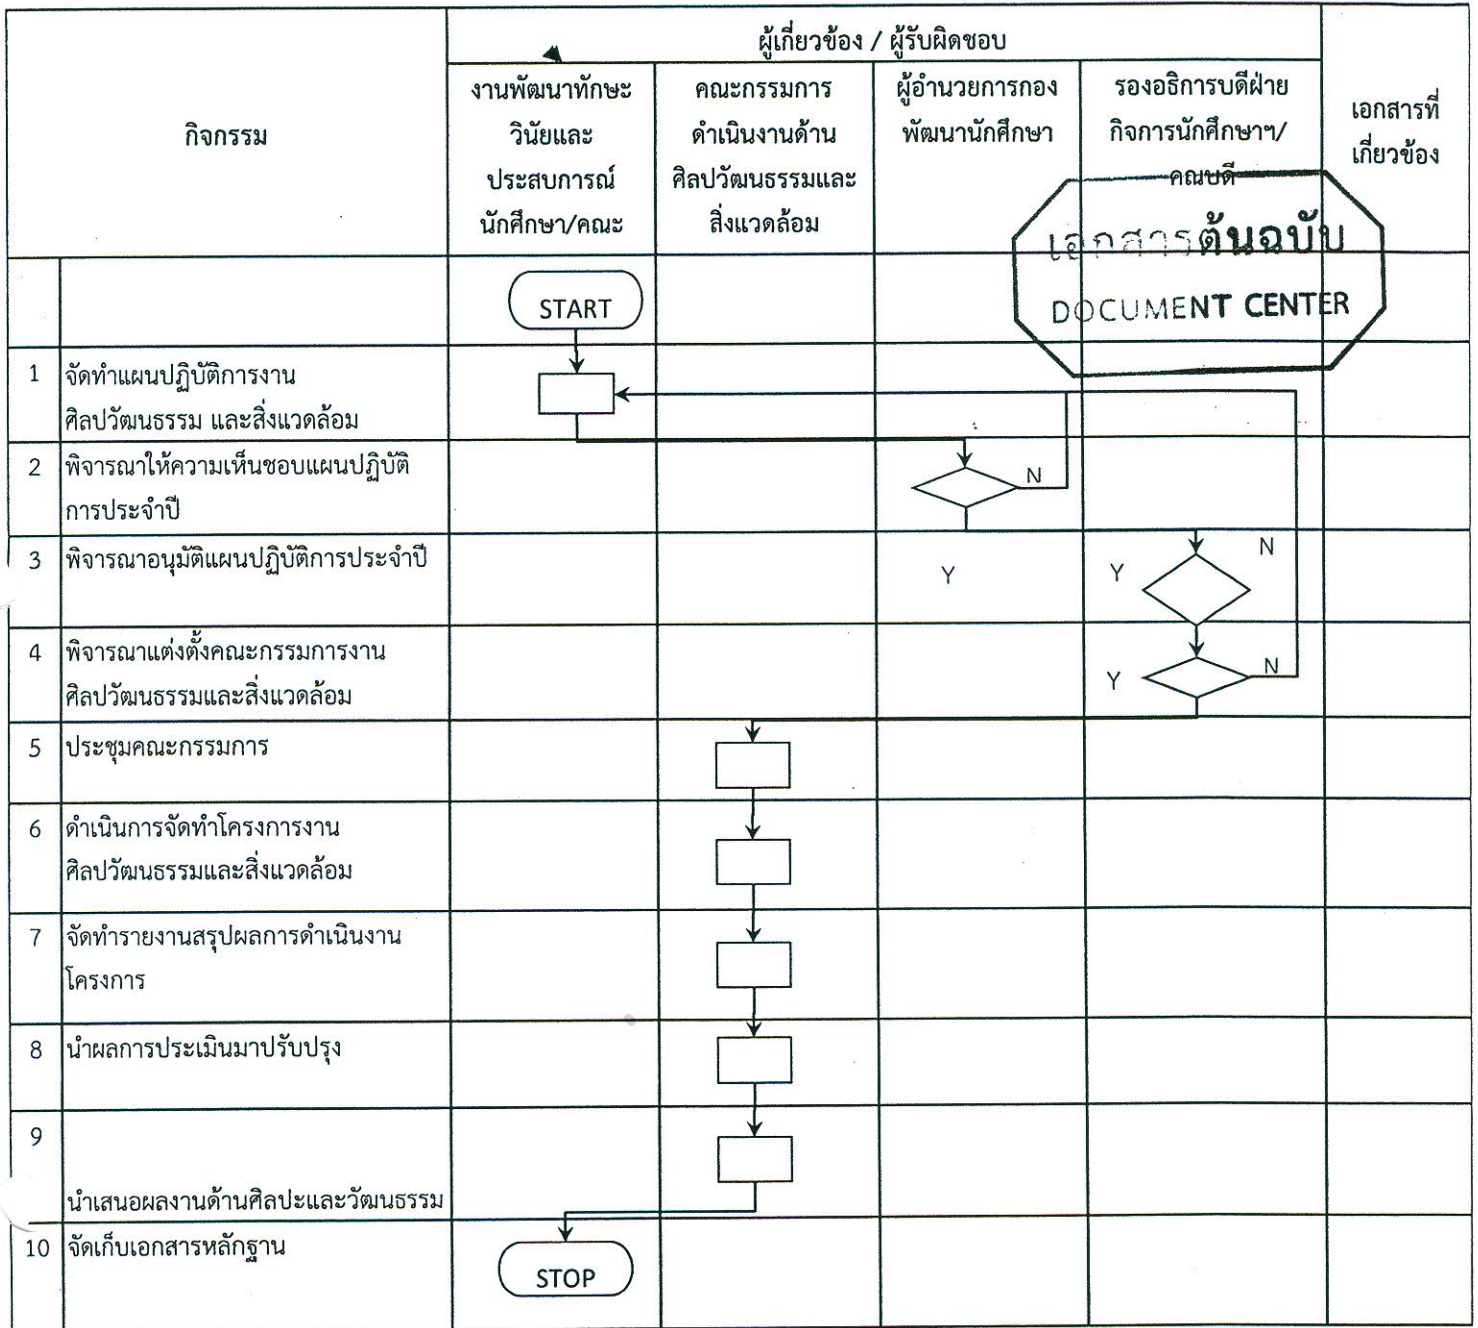 ผู้เกี่ยวข้อง / ผู้รับผิดชอบ
กิจกรรม
งานพัฒนาทักษะ
วินัยและ
ประสบการณ์
นักศึกษา/คณะ
คณะกรรมการ
ดำเนินงานด้าน
ศิลปวัฒนธรรมและ
สิ่งแวดล้อม
ผู้อำนวยการกอง
พัฒนานักศึกษา
รองอธิการบดีฝ่าย
กิจการนักศึกษาฯ/
คณบดี
เอกสารที่
เกี่ยวข้อง
เอกสารต้นฉบับ
DOCUMENT CENTER
START
1 จัดทำแผนปฏิบัติการงาน
ศิลปวัฒนธรรม และสิ่งแวดล้อม
2 พิจารณาให้ความเห็นชอบแผนปฏิบัติ
การประจำปี
N
3 พิจารณาอนุมัติแผนปฏิบัติการประจำปี
Y
Y
N
4 พิจารณาแต่งตั้งคณะกรรมการงาน
ศิลปวัฒนธรรมและสิ่งแวดล้อม
Y
N
5 ประชุมคณะกรรมการ
6 ดำเนินการจัดทำโครงการงาน
ศิลปวัฒนธรรมและสิ่งแวดล้อม
7 จัดทำรายงานสรุปผลการดำเนินงาน
โครงการ
8 นำผลการประเมินมาปรับปรุง
9
นำเสนอผลงานด้านศิลปะและวัฒนธรรม
10 จัดเก็บเอกสารหลักฐาน
STOP